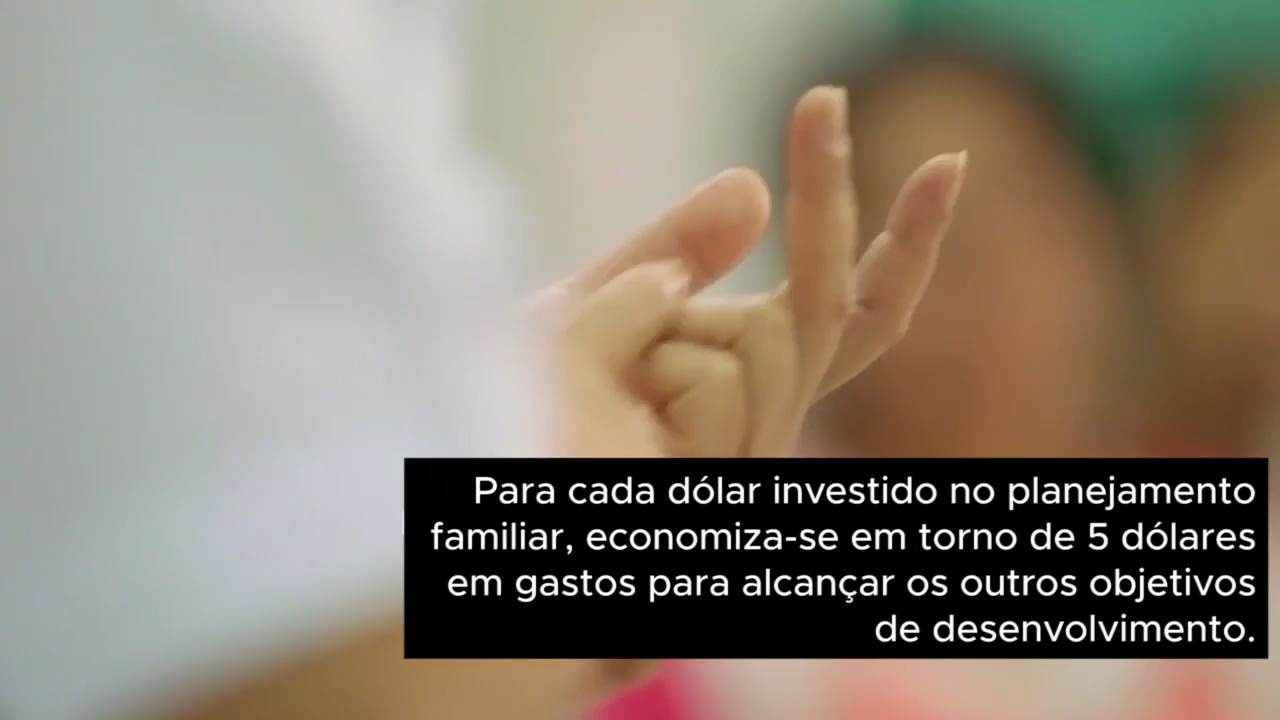 Para cada dólar investido no planejamento
familiar, economiza-se em torno de 5 dólares
em gastos para alcançar os outros objetivos
de desenvolvimento.